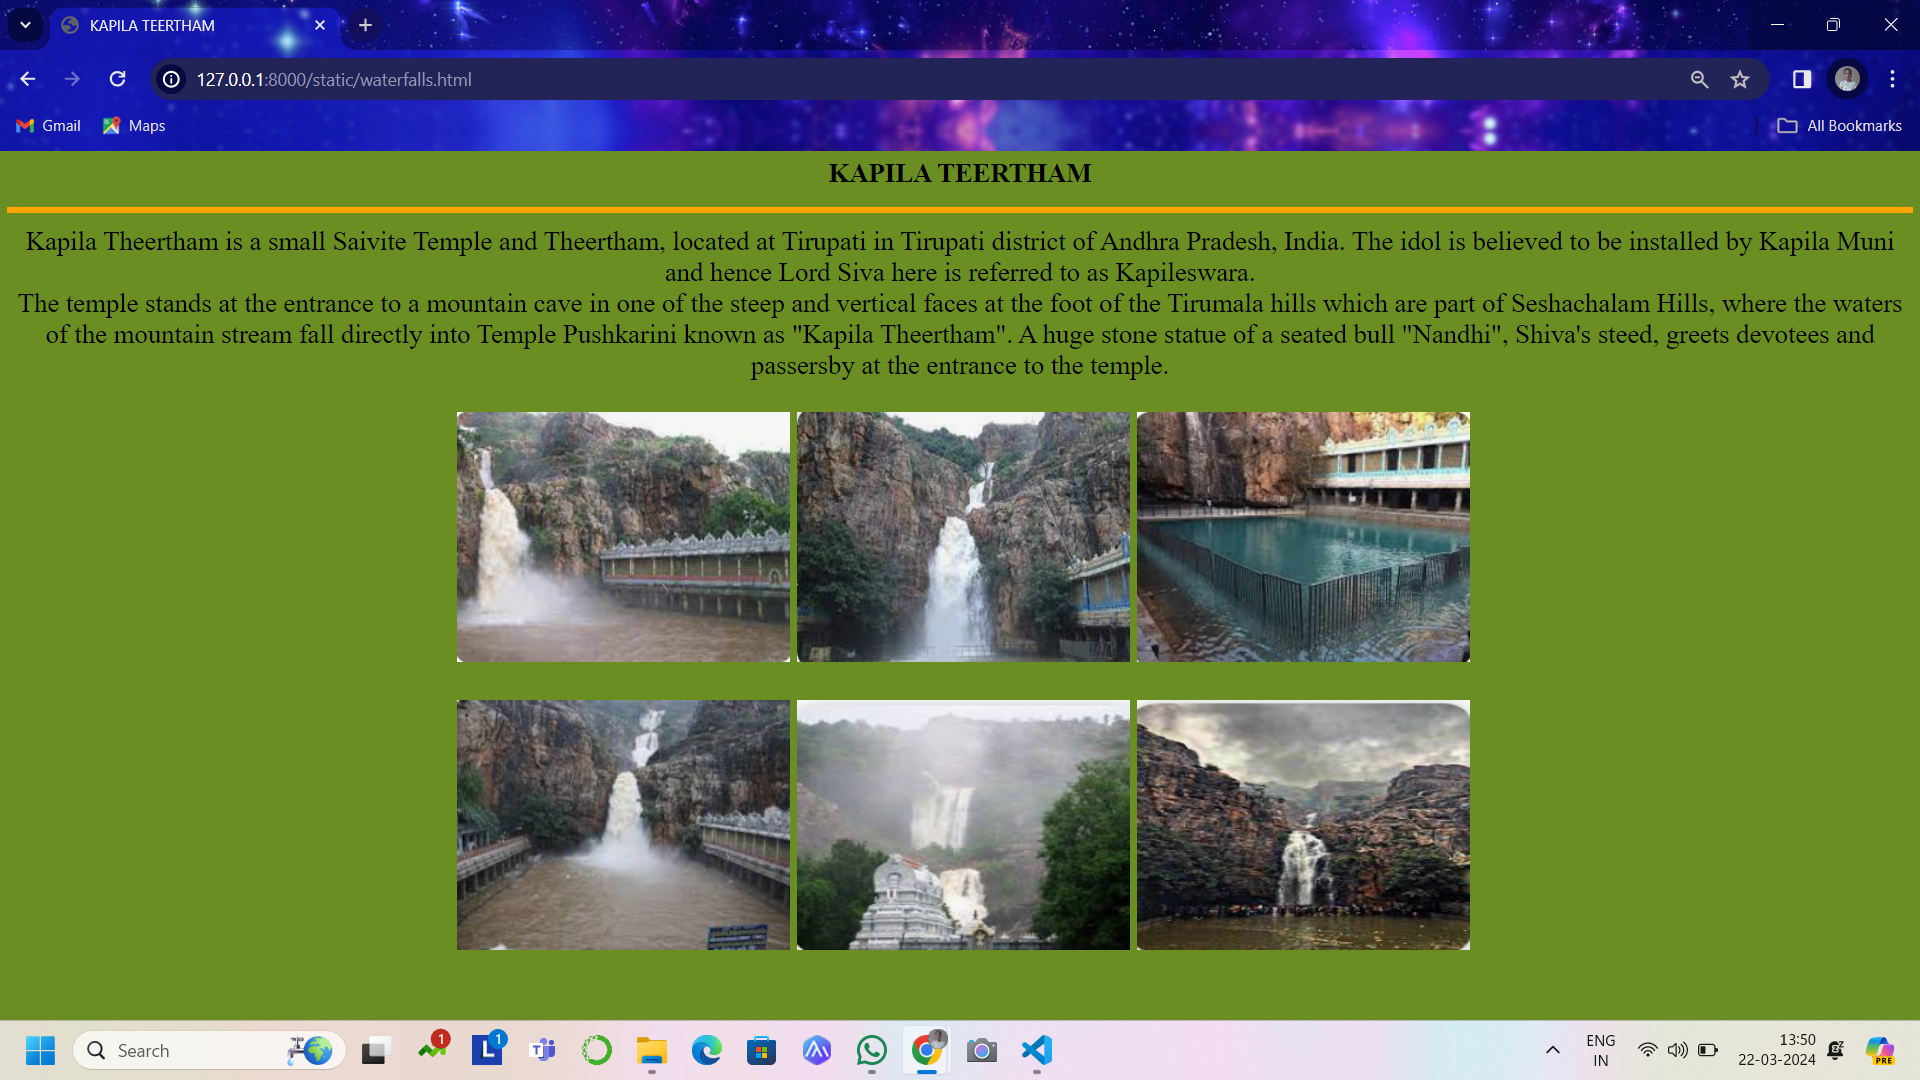 KAPILA TEERTHAM
127.0.0.1:8000/static/waterfalls.html
Gmail
Maps
All Bookmarks
KAPILA TEERTHAM
Kapila Theertham is a small Saivite Temple and Theertham, located at Tirupati in Tirupati district of Andhra Pradesh, India. The idol is believed to be installed by Kapila Muni
and hence Lord Siva here is referred to as Kapileswara.
The temple stands at the entrance to a mountain cave in one of the steep and vertical faces at the foot of the Tirumala hills which are part of Seshachalam Hills, where the waters
of the mountain stream fall directly into Temple Pushkarini known as "Kapila Theertham". A huge stone statue of a seated bull "Nandhi", Shiva's steed, greets devotees and
passersby at the entrance to the temple.
Search
1
L
1
ENG
IN
13:50
22-03-2024
PRE